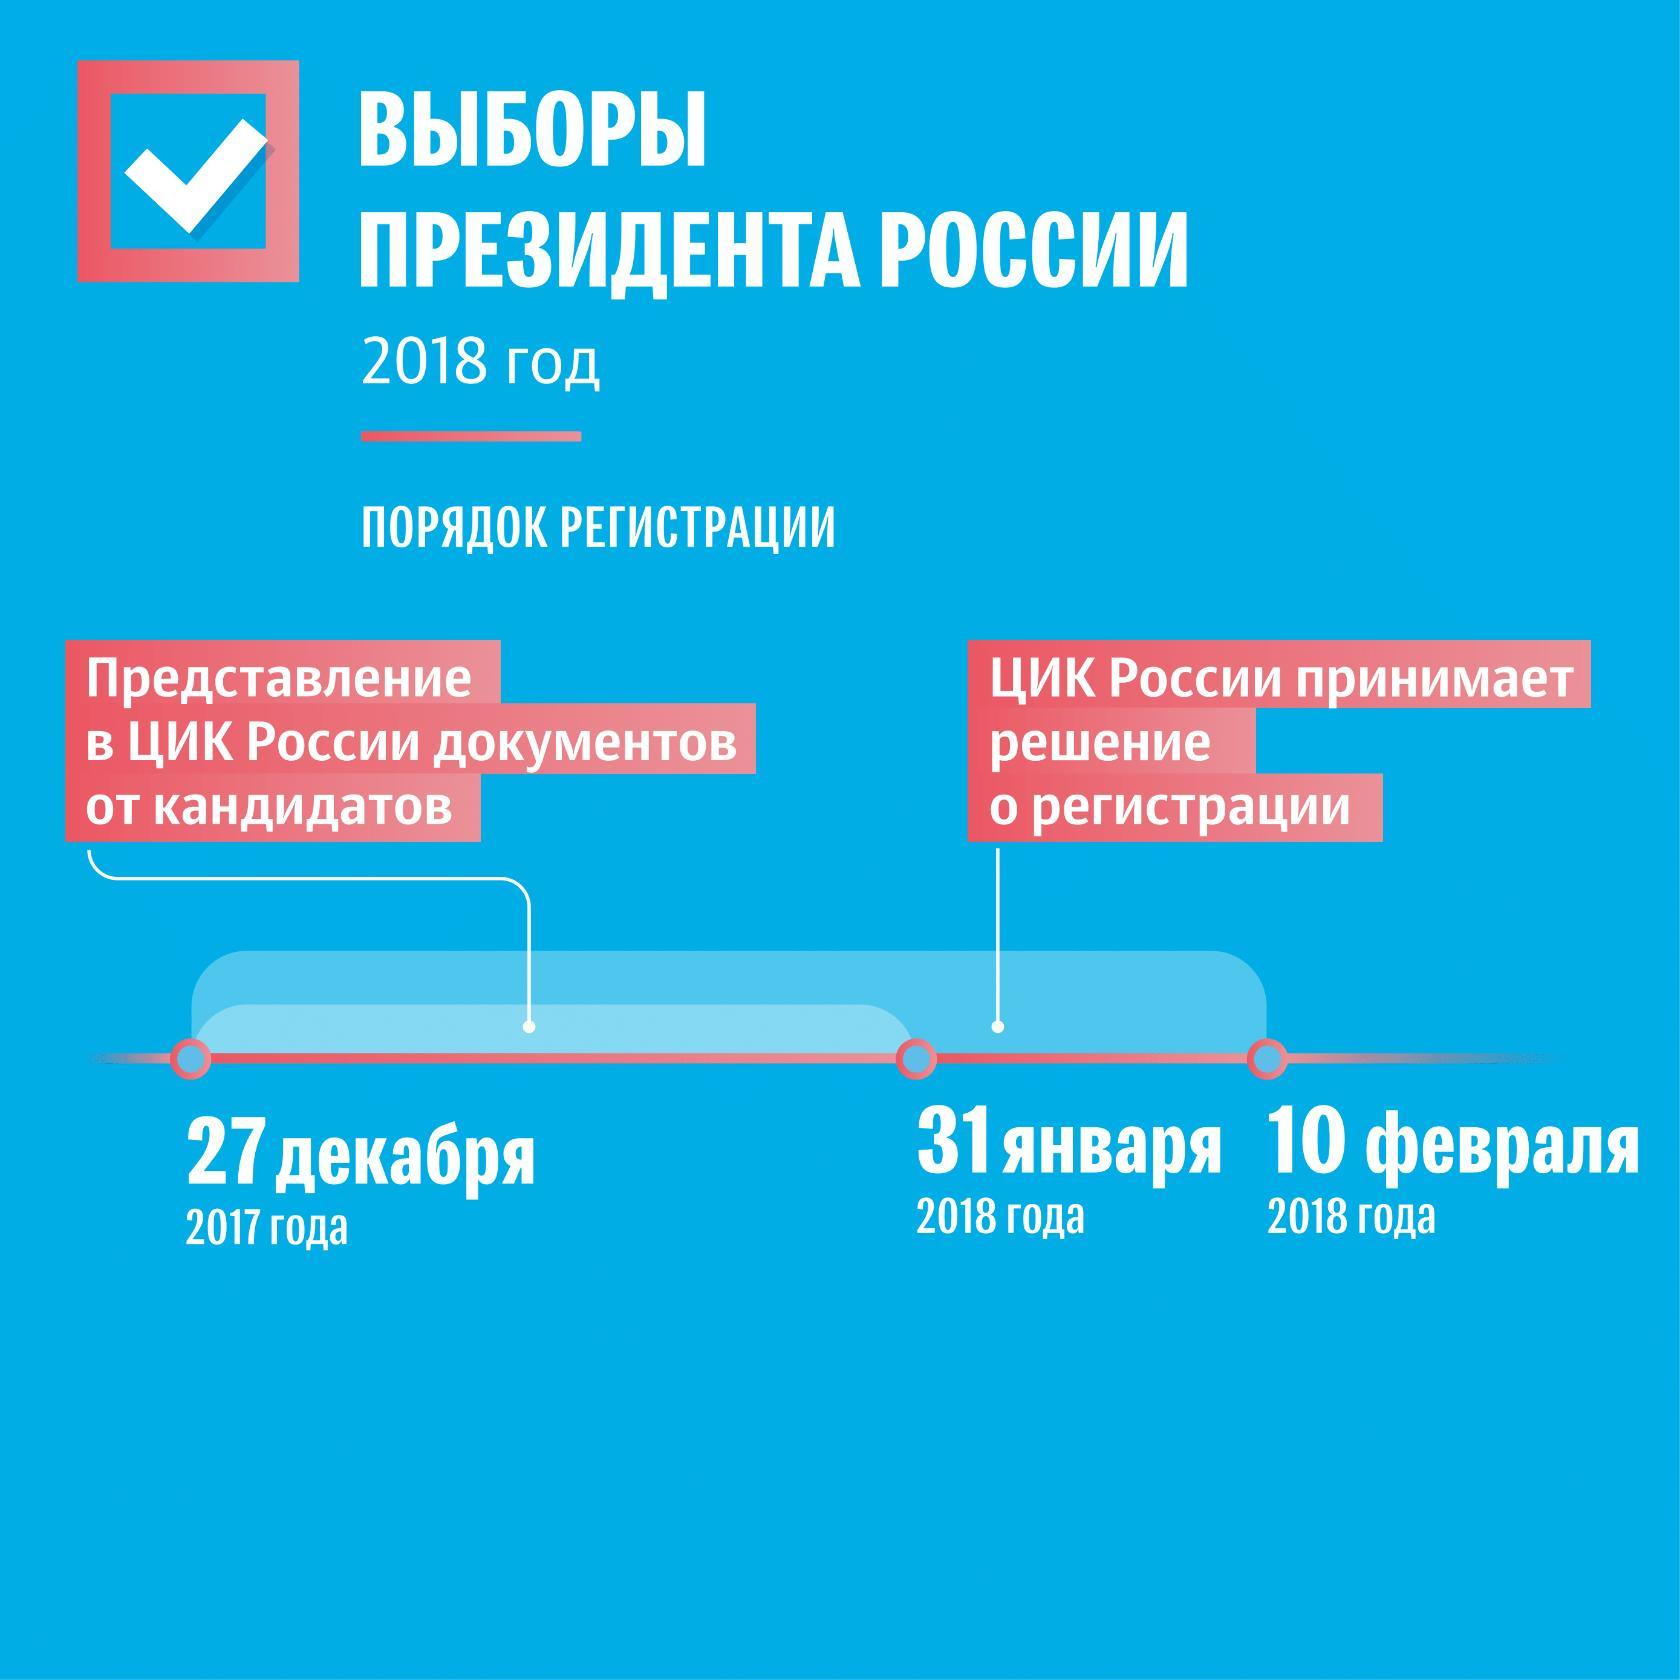 ВЫБОРЫ
ПРЕЗИДЕНТА РОССИИ
2018 год
ПОРЯДОК РЕГИСТРАЦИИ
Представление
в ЦИК России документов
от кандидатов
ЦИК России принимает
решение
о регистрации
27 декабря
2017 года
31 января
2018 года
10 февраля
2018 года